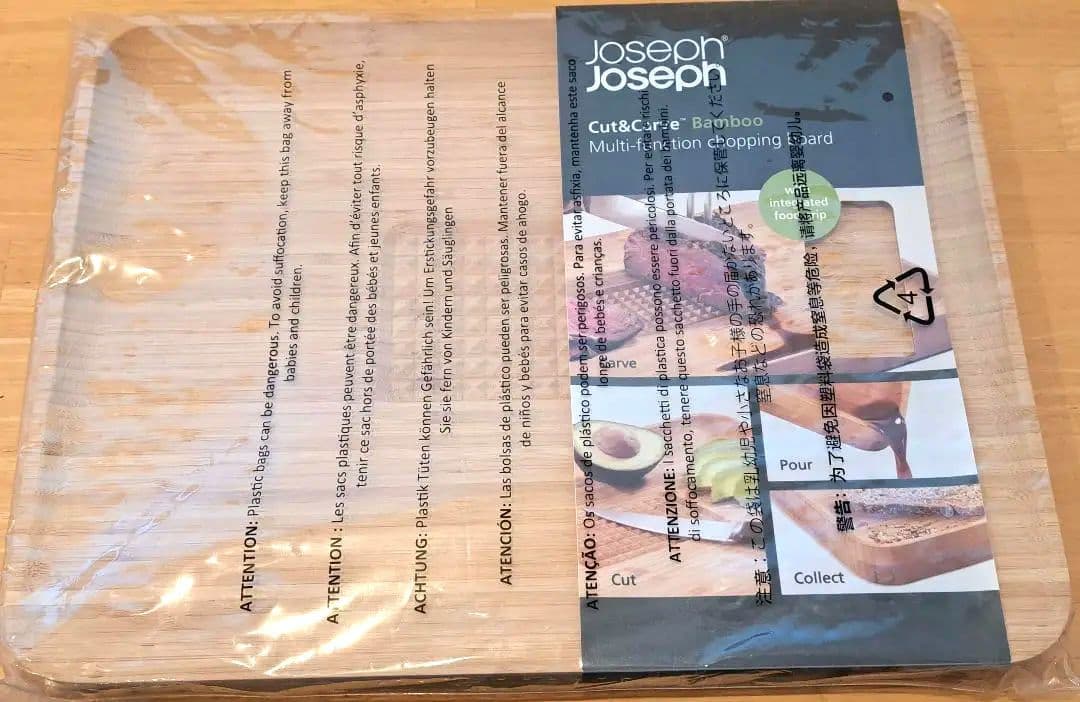 Joseph®
Joseph
Cut&Carve™ Bamboo
Multi-function chopping board
with
integrated
food grip
Carve
Pour
Cut
Collect
4
ATTENTION: Plastic bags can be dangerous. To avoid suffocation, keep this bag away from
babies and children.
ATTENTION : Les sacs plastiques peuvent être dangereux. Afin d'éviter tout risque d'asphyxie,
tenir ce sac hors de portée des bébés et jeunes enfants.
ACHTUNG: Plastik Tüten können Gefährlich sein! Um Erstickungsgefahr vorzubeugen halten
Sie sie fern von Kindern und Säuglingen
ATENCIÓN: Las bolsas de plástico pueden ser peligrosas. Mantener fuera del alcance
de niños y bebés para evitar casos de ahogo.
ATENÇÃO: Os sacos de plástico podem ser perigosos. Para evitar asfixia, mantenha este saco
longe de bebés e crianças.
ATTENZIONE: I sacchetti di plastica possono essere pericolosi. Per evitare rischi
di soffocamento, tenere questo sacchetto fuori dalla portata dei bambini.
注意：この袋は乳幼児や小さなお子様の手の届かないところに保管してください。
窒息などの恐れがあります。
警告：为了避免因塑料袋造成窒息等危险，请将产品远离婴幼儿。